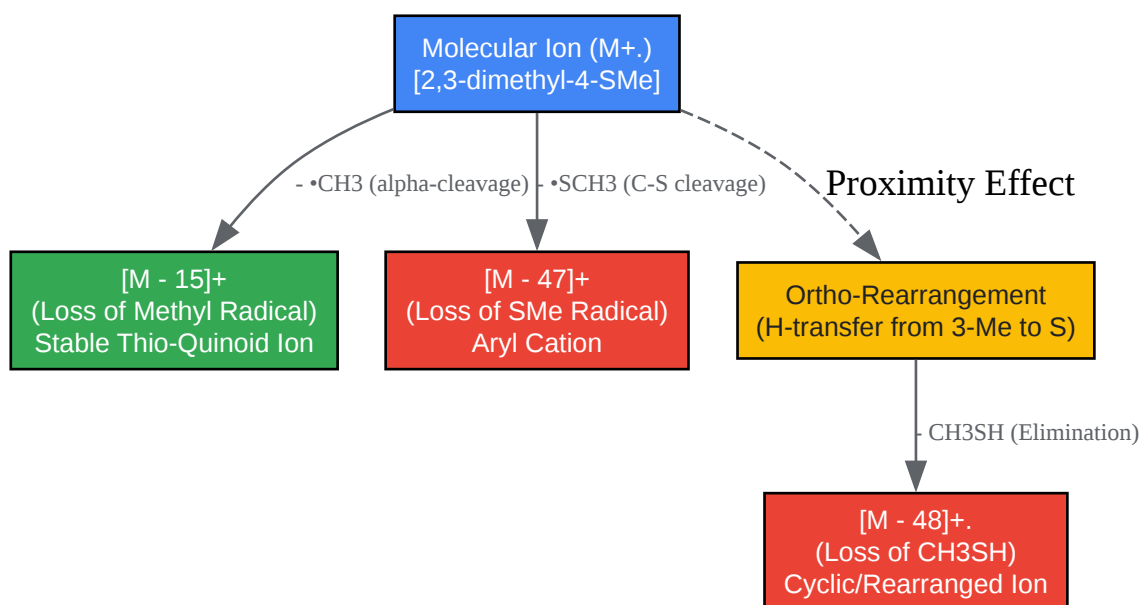 Molecular Ion (M+.)
[2,3-dimethyl-4-SMe]
- •CH3 (alpha-cleavage)
- •SCH3 (C-S cleavage)
Proximity Effect
[M - 15]+
(Loss of Methyl Radical)
Stable Thio-Quinoid Ion
[M - 47]+
(Loss of SMe Radical)
Aryl Cation
Ortho-Rearrangement
(H-transfer from 3-Me to S)
- CH3SH (Elimination)
[M - 48]+.
(Loss of CH3SH)
Cyclic/Rearranged Ion